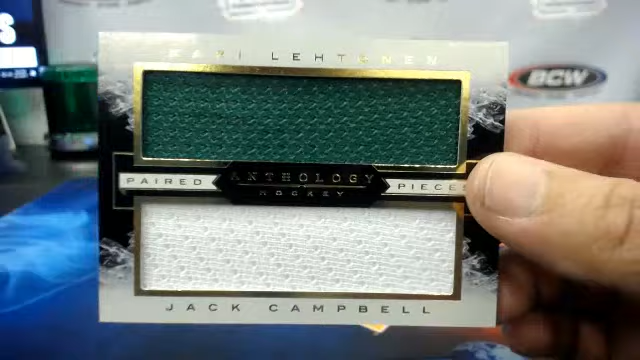 KARI LEHTONEN
ANTHOLOGY
HOCKEY
PAIRED PIECES
JACK CAMPBELL
BCW